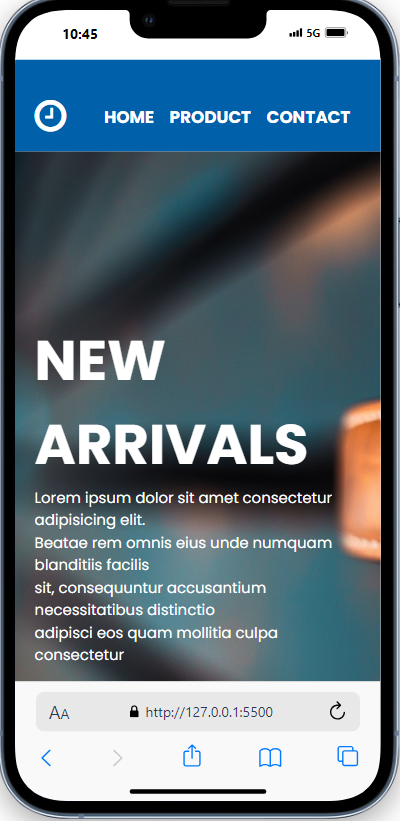 10:45
5G
HOME PRODUCT CONTACT
NEW
ARRIVALS
Lorem ipsum dolor sit amet consectetur
adipisicing elit.
Beatae rem omnis eius unde numquam
blanditiis facilis
sit, consequuntur accusantium
necessitatibus distinctio
adipisci eos quam mollitia culpa
consectetur
AA http://127.0.0.1:5500